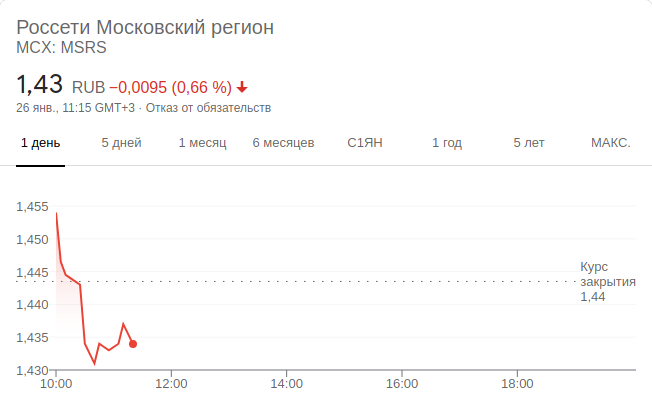 Россети Московский регион
MCX: MSRS
1,43 RUB −0,0095 (0,66 %)
26 янв., 11:15 GMT+3 · Отказ от обязательств
1 день 5 дней 1 месяц 6 месяцев С1ЯН 1 год 5 лет МАКС.
1,455
1,450
1,445
1,440
1,435
1,430
Курс
закрытия
1,44
10:00 12:00 14:00 16:00 18:00